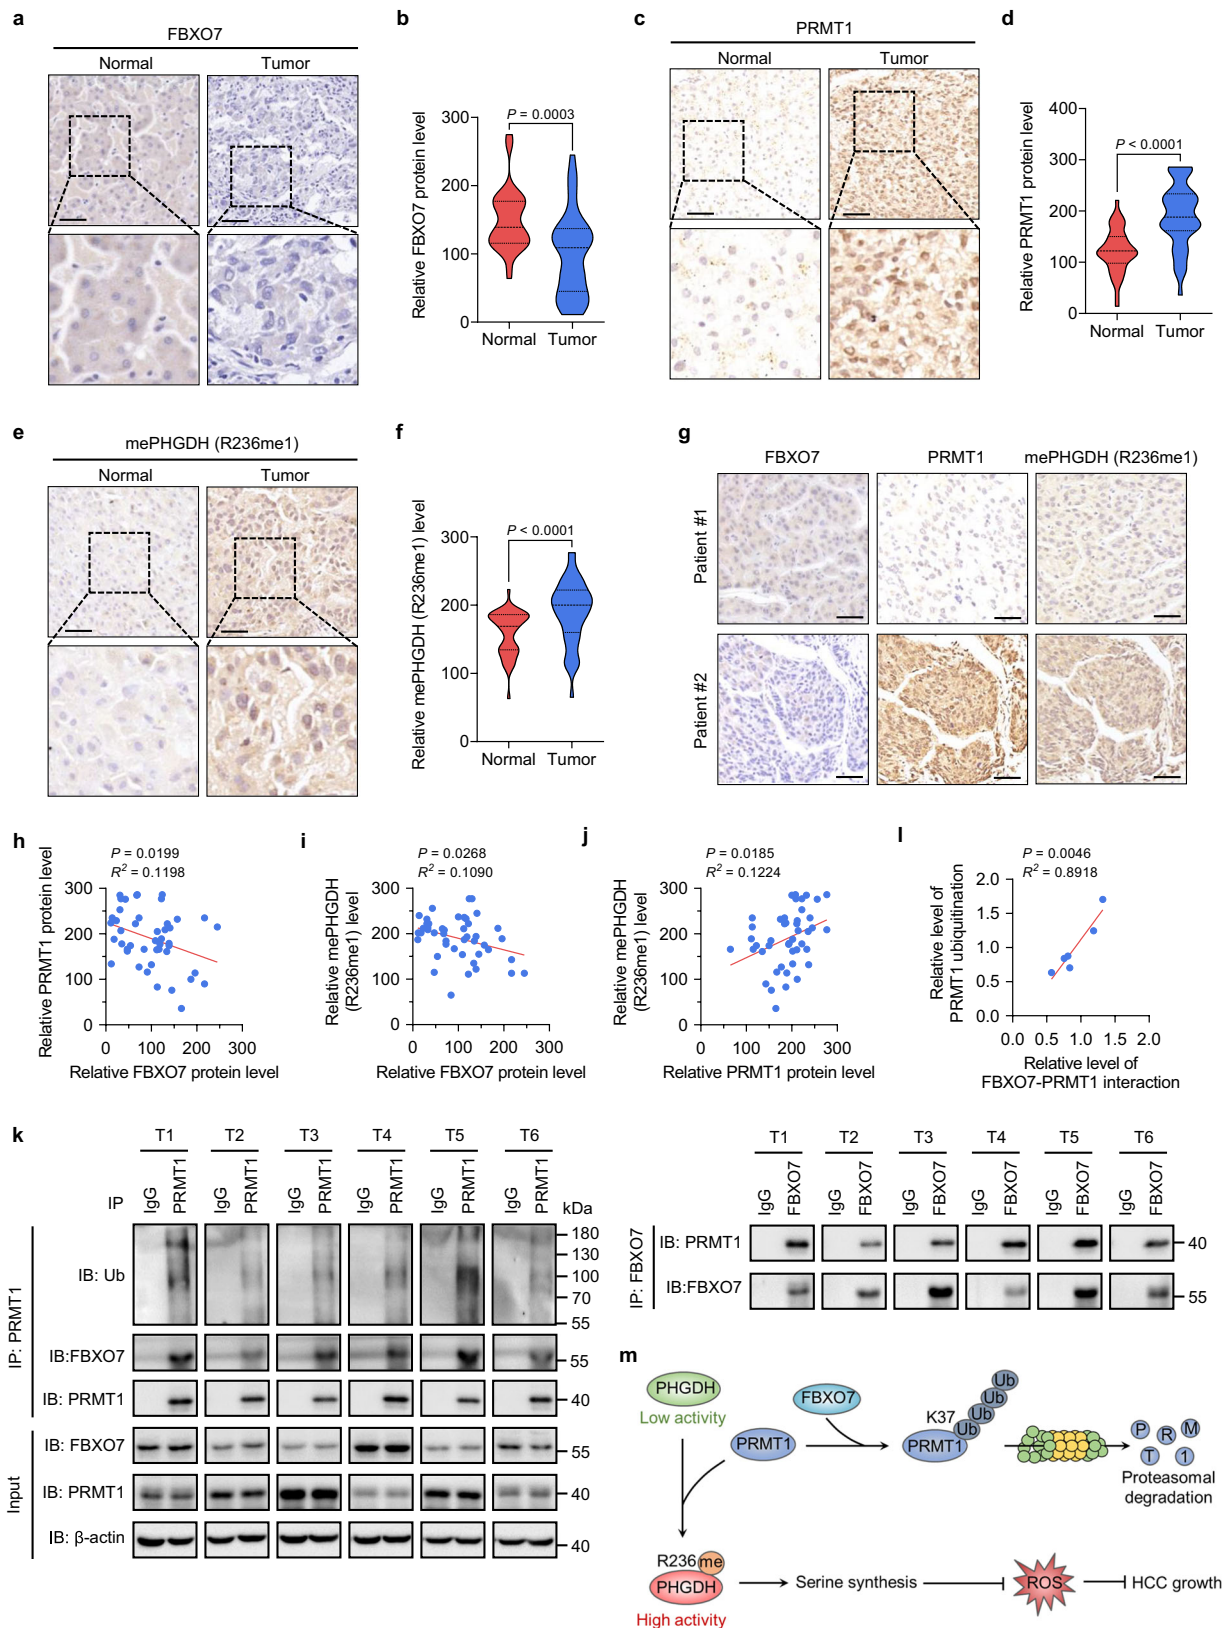 a
FBXO7
Normal Tumor
b
P = 0.0003
Relative FBXO7 protein level
300
200
100
0
Normal Tumor
c
PRMT1
Normal Tumor
d
P < 0.0001
Relative PRMT1 protein level
400
300
200
100
0
Normal Tumor
e
mePHGDH (R236me1)
Normal Tumor
f
P < 0.0001
Relative mePHGDH (R236me1) level
300
200
100
0
Normal Tumor
g
FBXO7 PRMT1 mePHGDH (R236me1)
Patient #1
Patient #2
h
P = 0.0199
R² = 0.1198
Relative PRMT1 protein level
300
200
100
0
0 100 200 300
Relative FBXO7 protein level
i
P = 0.0268
R² = 0.1090
Relative mePHGDH
(R236me1) level
300
200
100
0
0 100 200 300
Relative FBXO7 protein level
j
P = 0.0185
R² = 0.1224
Relative mePHGDH
(R236me1) level
300
200
100
0
0 100 200 300
Relative PRMT1 protein level
l
P = 0.0046
R² = 0.8918
Relative level of
PRMT1 ubiquitination
2.0
1.5
1.0
0.5
0.0
0.0 0.5 1.0 1.5 2.0
Relative level of
FBXO7-PRMT1 interaction
k
T1 T2 T3 T4 T5 T6
IP IgG PRMT1 IgG PRMT1 IgG PRMT1 IgG PRMT1 IgG PRMT1 IgG PRMT1 kDa
IP: PRMT1
IB: Ub
180
130
100
70
55
IB:FBXO7 55
IB: PRMT1 40
Input
IB: FBXO7 55
IB: PRMT1 40
IB: β-actin 40
T1 T2 T3 T4 T5 T6
IgG FBXO7 IgG FBXO7 IgG FBXO7 IgG FBXO7 IgG FBXO7 IgG FBXO7
IP: FBXO7
IB: PRMT1 40
IB:FBXO7 55
m
PHGDH
Low activity
FBXO7
PRMT1
K37
PRMT1
Ub
Ub
Ub
Ub
P R M
T 1
Proteasomal
degradation
R236 me
PHGDH
High activity
Serine synthesis
ROS
HCC growth